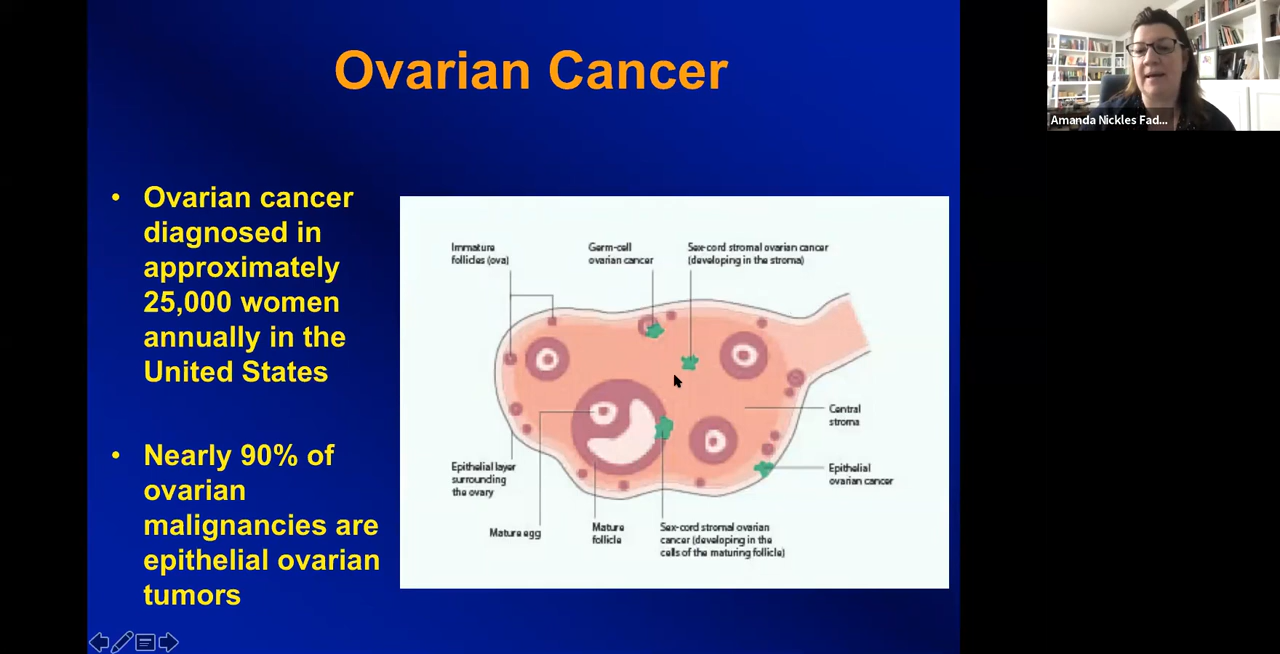 Ovarian Cancer
Amanda Nickles Fad...
• Ovarian cancer
diagnosed in
approximately
25,000 women
annually in the
United States
• Nearly 90% of
ovarian
malignancies are
epithelial ovarian
tumors
Immature
follicles (ova)
Germ-cell
ovarian cancer
Sex-cord stromal ovarian cancer
(developing in the stroma)
Central
stroma
Epithelial layer
surrounding
the ovary
Epithelial
ovarian cancer
Mature egg
Mature
follicle
Sex-cord stromal ovarian
cancer (developing in the
cells of the maturing follicle)